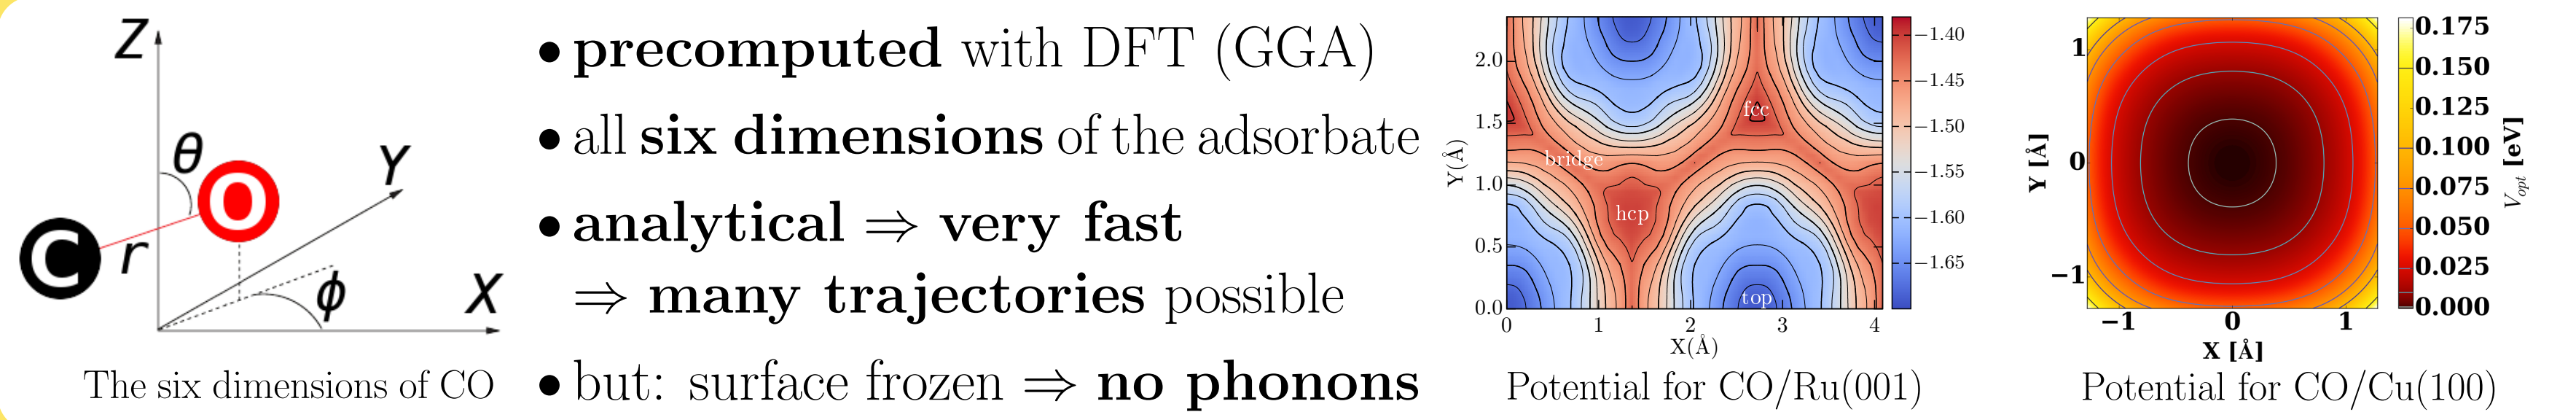 Z
θ
Y
O
C
r
ϕ
X
The six dimensions of CO
• precomputed with DFT (GGA)
• all six dimensions of the adsorbate
• analytical ⇒ very fast
⇒ many trajectories possible
• but: surface frozen ⇒ no phonons
2.0
1.5
1.0
0.5
0.0
Y(Å)
fcc
bridge
hcp
top
0 1 2 3 4
X(Å)
−1.40
−1.45
−1.50
−1.55
−1.60
−1.65
Potential for CO/Ru(001)
1
0
−1
Y [Å]
−1 0 1
X [Å]
0.175
0.150
0.125
0.100
0.075
0.050
0.025
0.000
Vopt [eV]
Potential for CO/Cu(100)